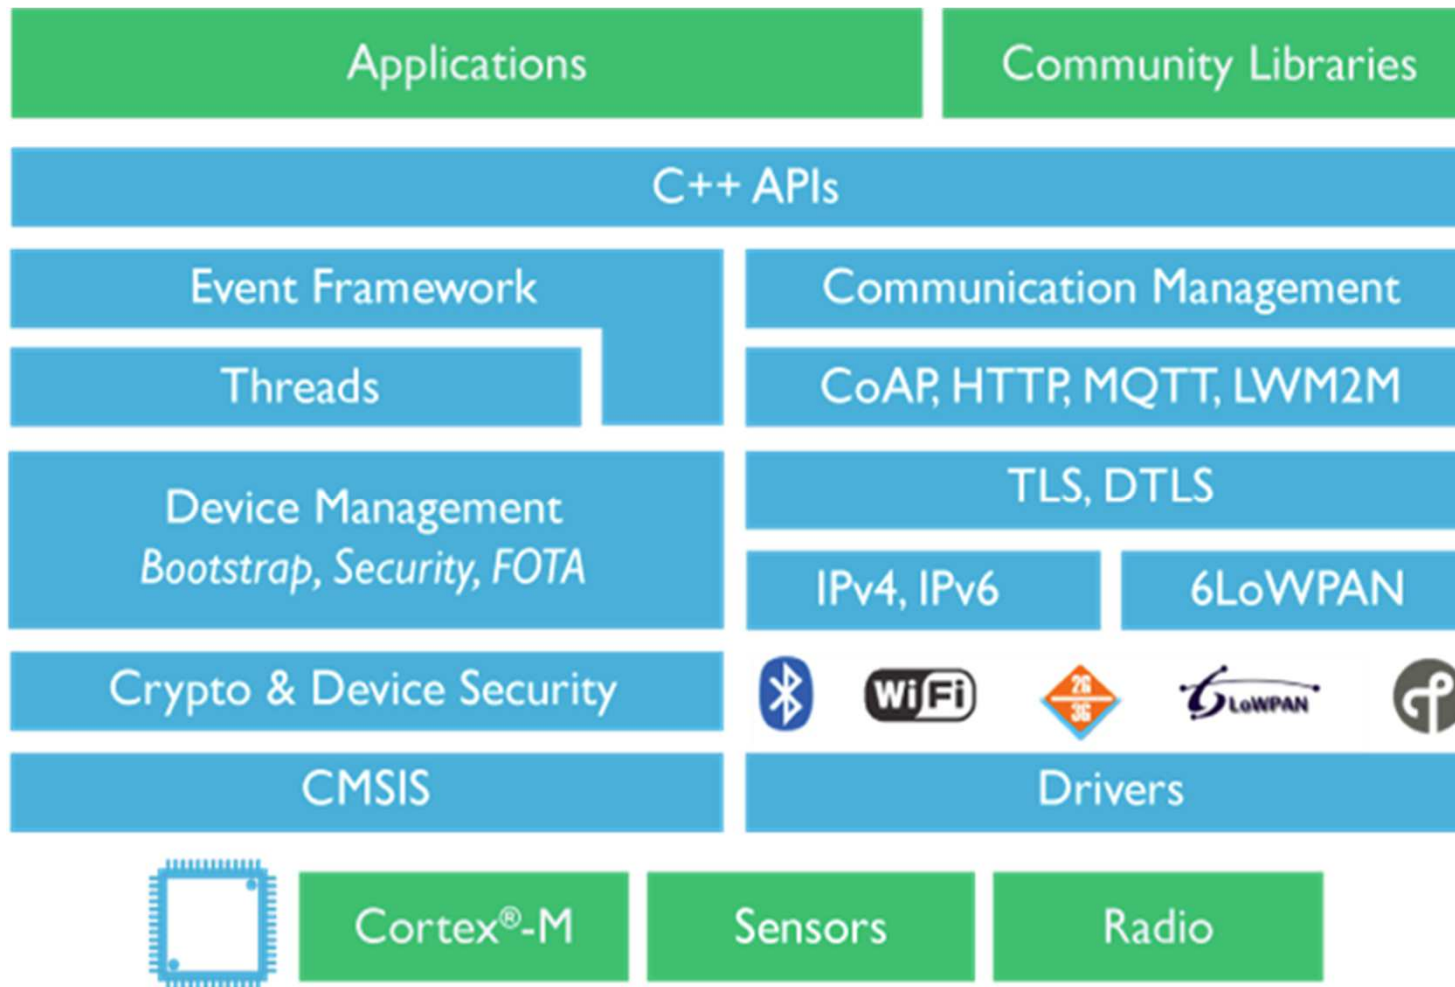 Applications
Community Libraries
C++ APIs
Event Framework
Communication Management
Threads
CoAP, HTTP, MQTT, LWM2M
Device Management
Bootstrap, Security, FOTA
TLS, DTLS
IPv4, IPv6
6LoWPAN
Crypto & Device Security
WiFi
2G
3G
6LoWPAN
CMSIS
Drivers
Cortex®-M
Sensors
Radio